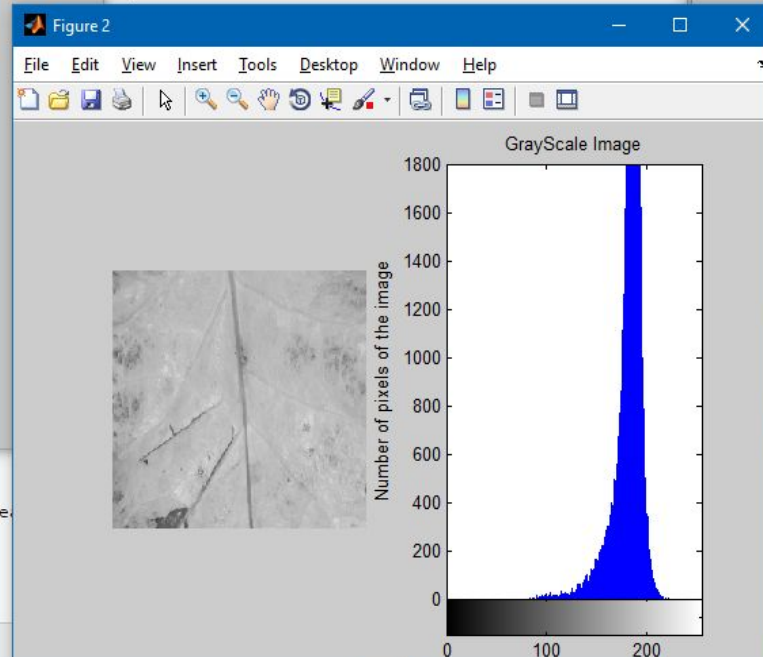 Figure 2
File Edit View Insert Tools Desktop Window Help
GrayScale Image
Number of pixels of the image
1800
1600
1400
1200
1000
800
600
400
200
0
0 100 200